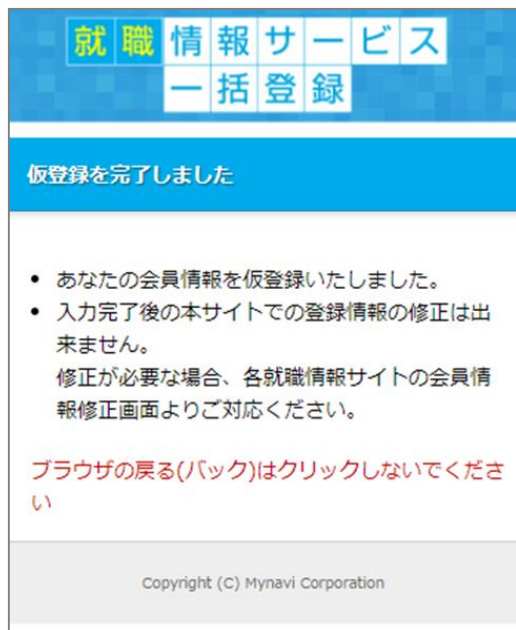 就職情報サービス
一括登録
仮登録を完了しました
• あなたの会員情報を仮登録いたしました。
• 入力完了後の本サイトでの登録情報の修正は出
来ません。
修正が必要な場合、各就職情報サイトの会員情
報修正画面よりご対応ください。
ブラウザの戻る(バック)はクリックしないでくださ
い
Copyright (C) Mynavi Corporation